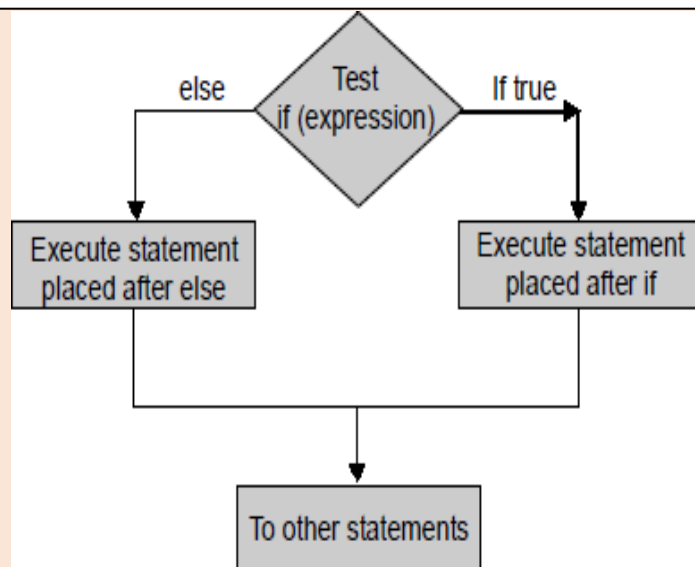 Test
if (expression)
else
If true
Execute statement
placed after else
Execute statement
placed after if
To other statements